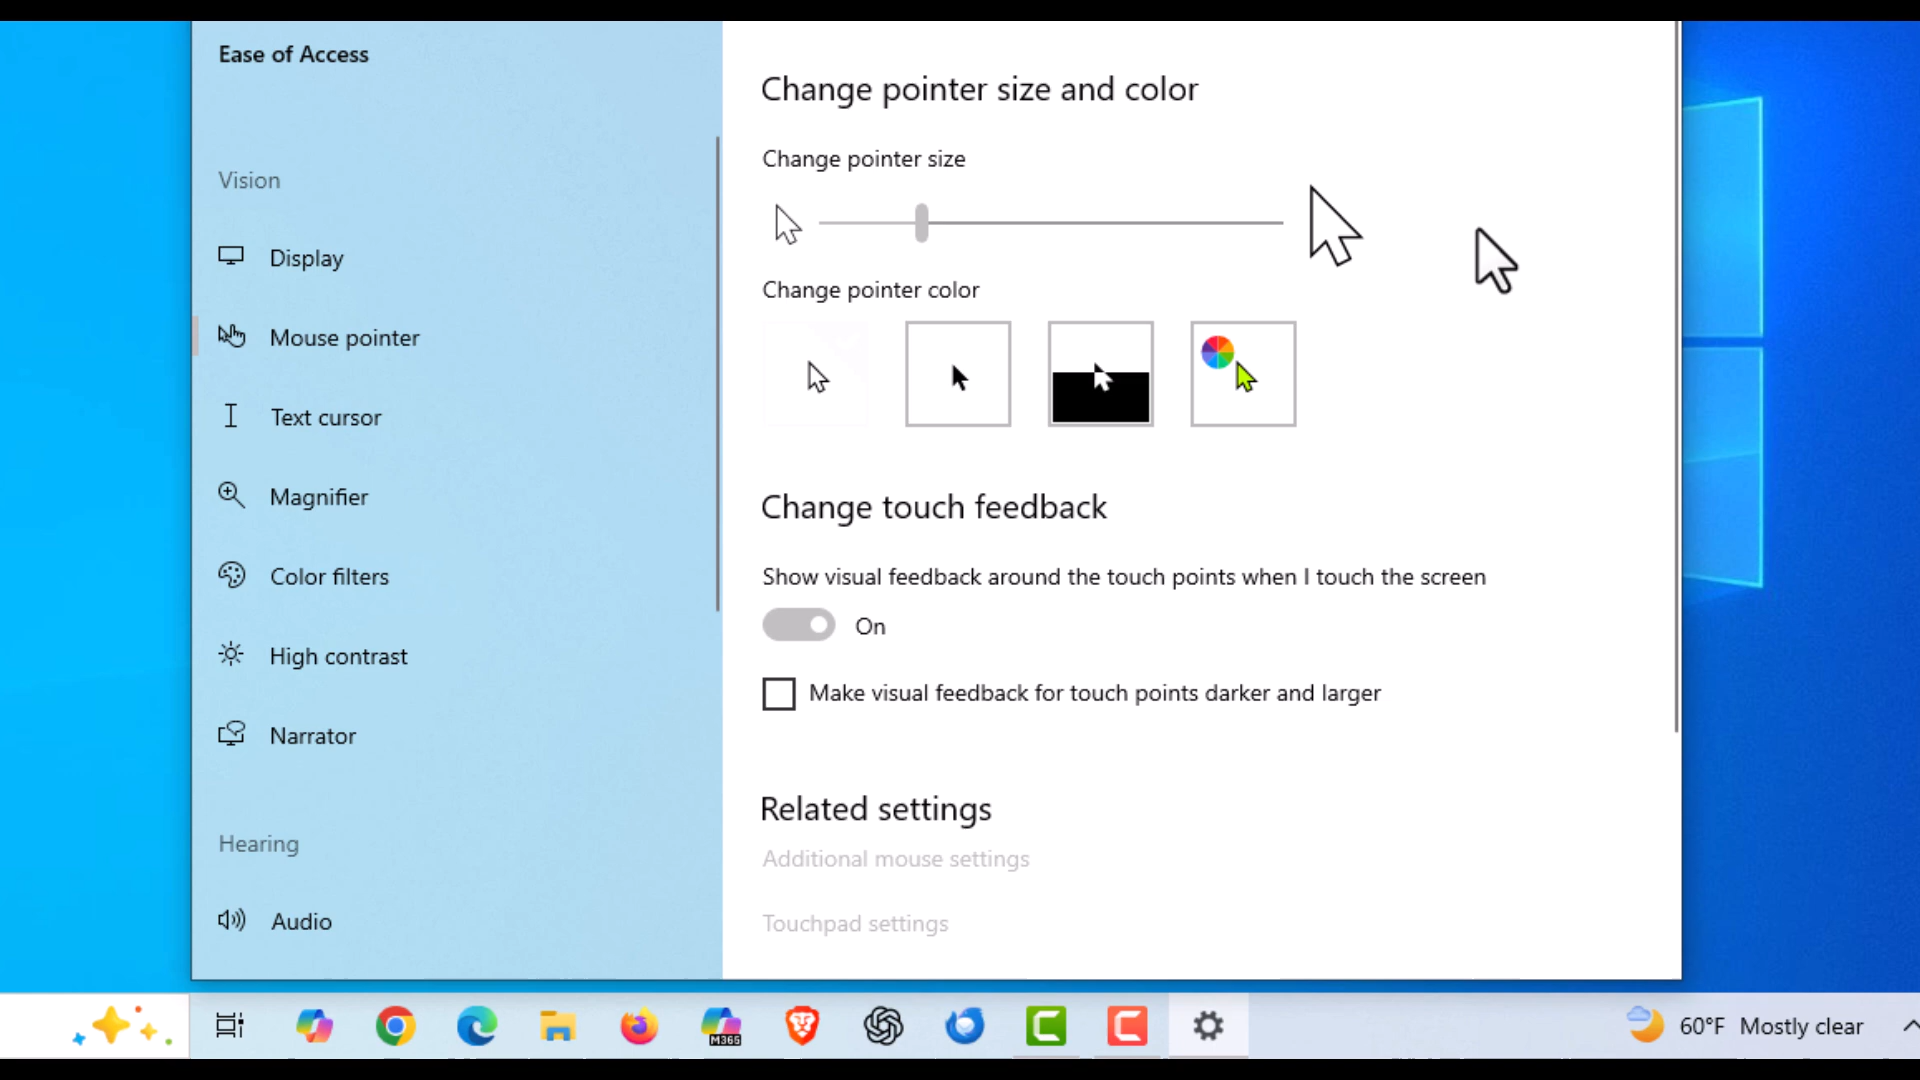 Ease of Access
Vision
Display
Mouse pointer
Text cursor
Magnifier
Color filters
High contrast
Narrator
Hearing
Audio
Change pointer size and color
Change pointer size
Change pointer color
Change touch feedback
Show visual feedback around the touch points when I touch the screen
On
Make visual feedback for touch points darker and larger
Related settings
Additional mouse settings
Touchpad settings
M365
60°F Mostly clear